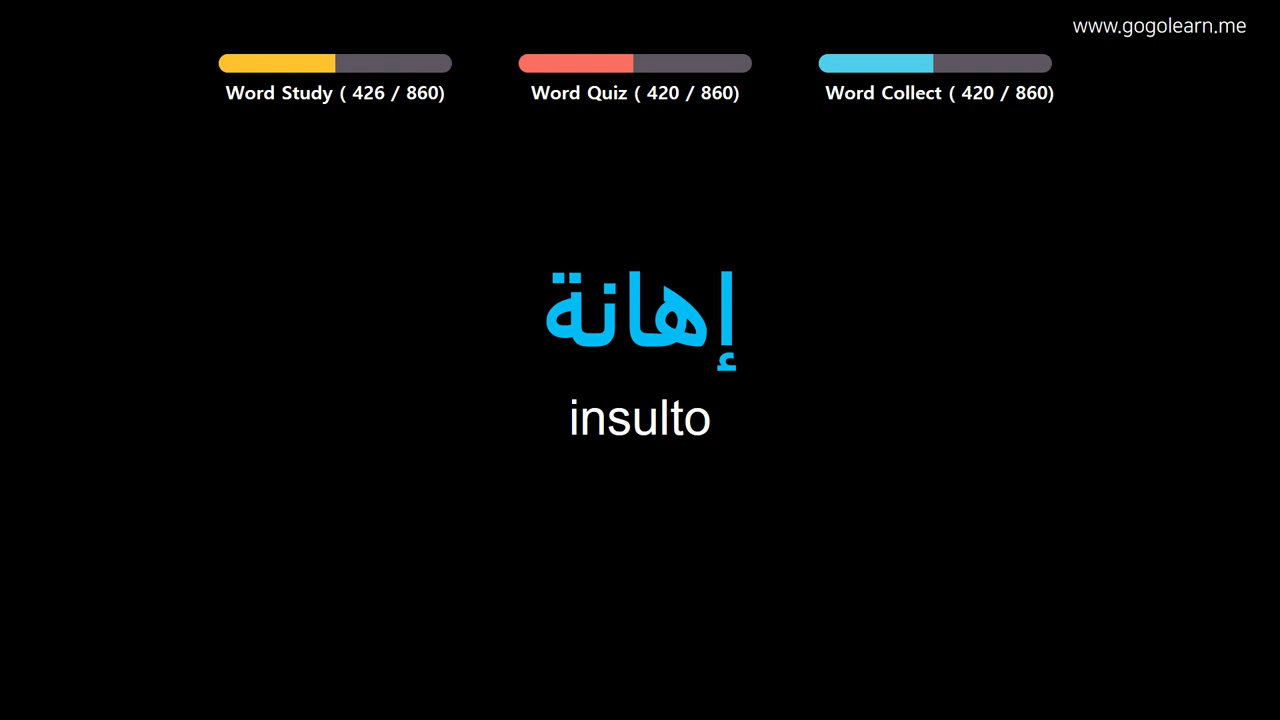 www.gogolearn.me
Word Study ( 426 / 860)
Word Quiz ( 420 / 860)
Word Collect ( 420 / 860)
إهانة
insulto